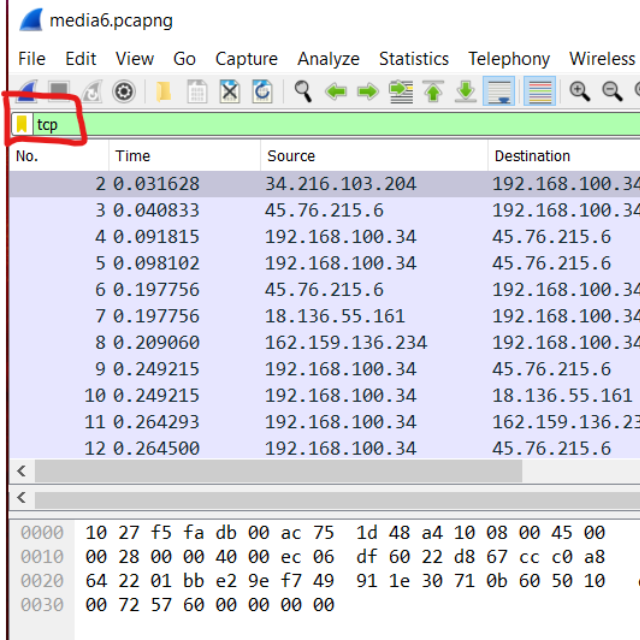 media6.pcapng
File Edit View Go Capture Analyze Statistics Telephony Wireless
tcp
No. Time Source Destination
2 0.031628 34.216.103.204 192.168.100.34
3 0.040833 45.76.215.6 192.168.100.34
4 0.091815 192.168.100.34 45.76.215.6
5 0.098102 192.168.100.34 45.76.215.6
6 0.197756 45.76.215.6 192.168.100.34
7 0.197756 18.136.55.161 192.168.100.34
8 0.209060 162.159.136.234 192.168.100.34
9 0.249215 192.168.100.34 45.76.215.6
10 0.249215 192.168.100.34 18.136.55.161
11 0.264293 192.168.100.34 162.159.136.23
12 0.264500 192.168.100.34 45.76.215.6
0000 10 27 f5 fa db 00 ac 75 1d 48 a4 10 08 00 45 00
0010 00 28 00 00 40 00 ec 06 df 60 22 d8 67 cc c0 a8
0020 64 22 01 bb e2 9e f7 49 91 1e 30 71 0b 60 50 10
0030 00 72 57 60 00 00 00 00